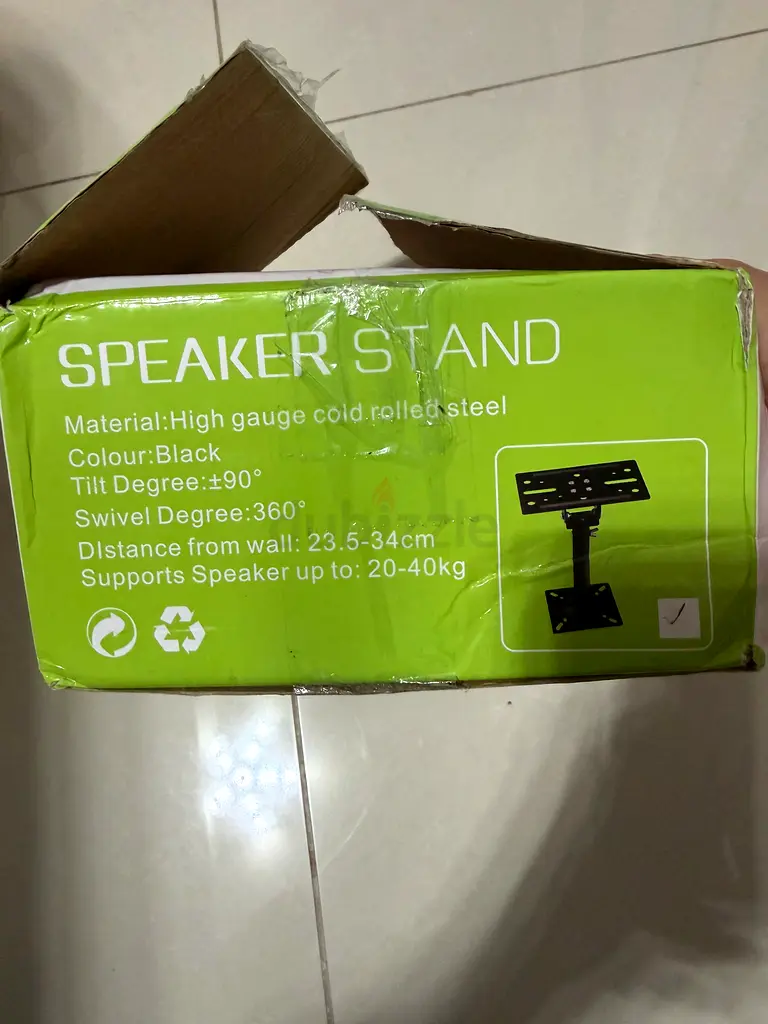 SPEAKER STAND
Material:High gauge cold rolled steel
Colour:Black
Tilt Degree:±90°
Swivel Degree:360°
DIstance from wall: 23.5-34cm
Supports Speaker up to: 20-40kg
dubizzle